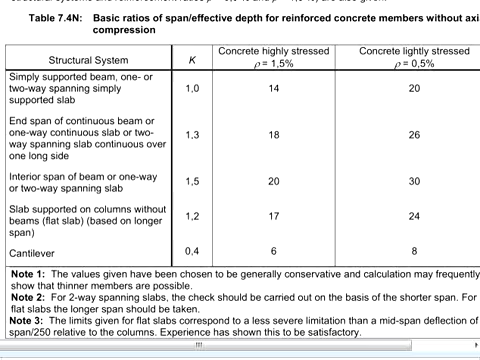 Table 7.4N: Basic ratios of span/effective depth for reinforced concrete members without axi
compression
Structural System K Concrete highly stressed ρ = 1,5% Concrete lightly stressed ρ = 0,5%
Simply supported beam, one- or
two-way spanning simply
supported slab
1,0 14 20
End span of continuous beam or
one-way continuous slab or two-
way spanning slab continuous over
one long side
1,3 18 26
Interior span of beam or one-way
or two-way spanning slab
1,5 20 30
Slab supported on columns without
beams (flat slab) (based on longer
span)
1,2 17 24
Cantilever 0,4 6 8
Note 1: The values given have been chosen to be generally conservative and calculation may frequently
show that thinner members are possible.
Note 2: For 2-way spanning slabs, the check should be carried out on the basis of the shorter span. For
flat slabs the longer span should be taken.
Note 3: The limits given for flat slabs correspond to a less severe limitation than a mid-span deflection of
span/250 relative to the columns. Experience has shown this to be satisfactory.